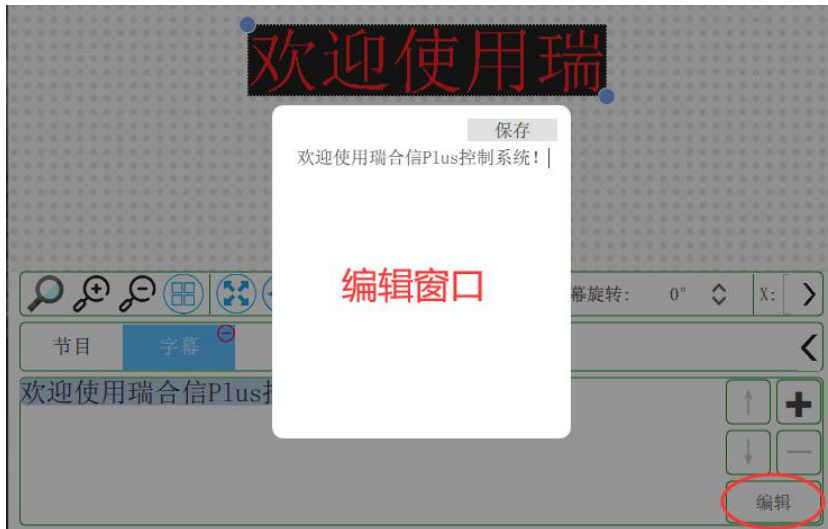 欢迎使用瑞
保存
欢迎使用瑞合信Plus控制系统！
编辑窗口
幕旋转： 0° X:
节目 字幕
欢迎使用瑞合信Plus控
编辑